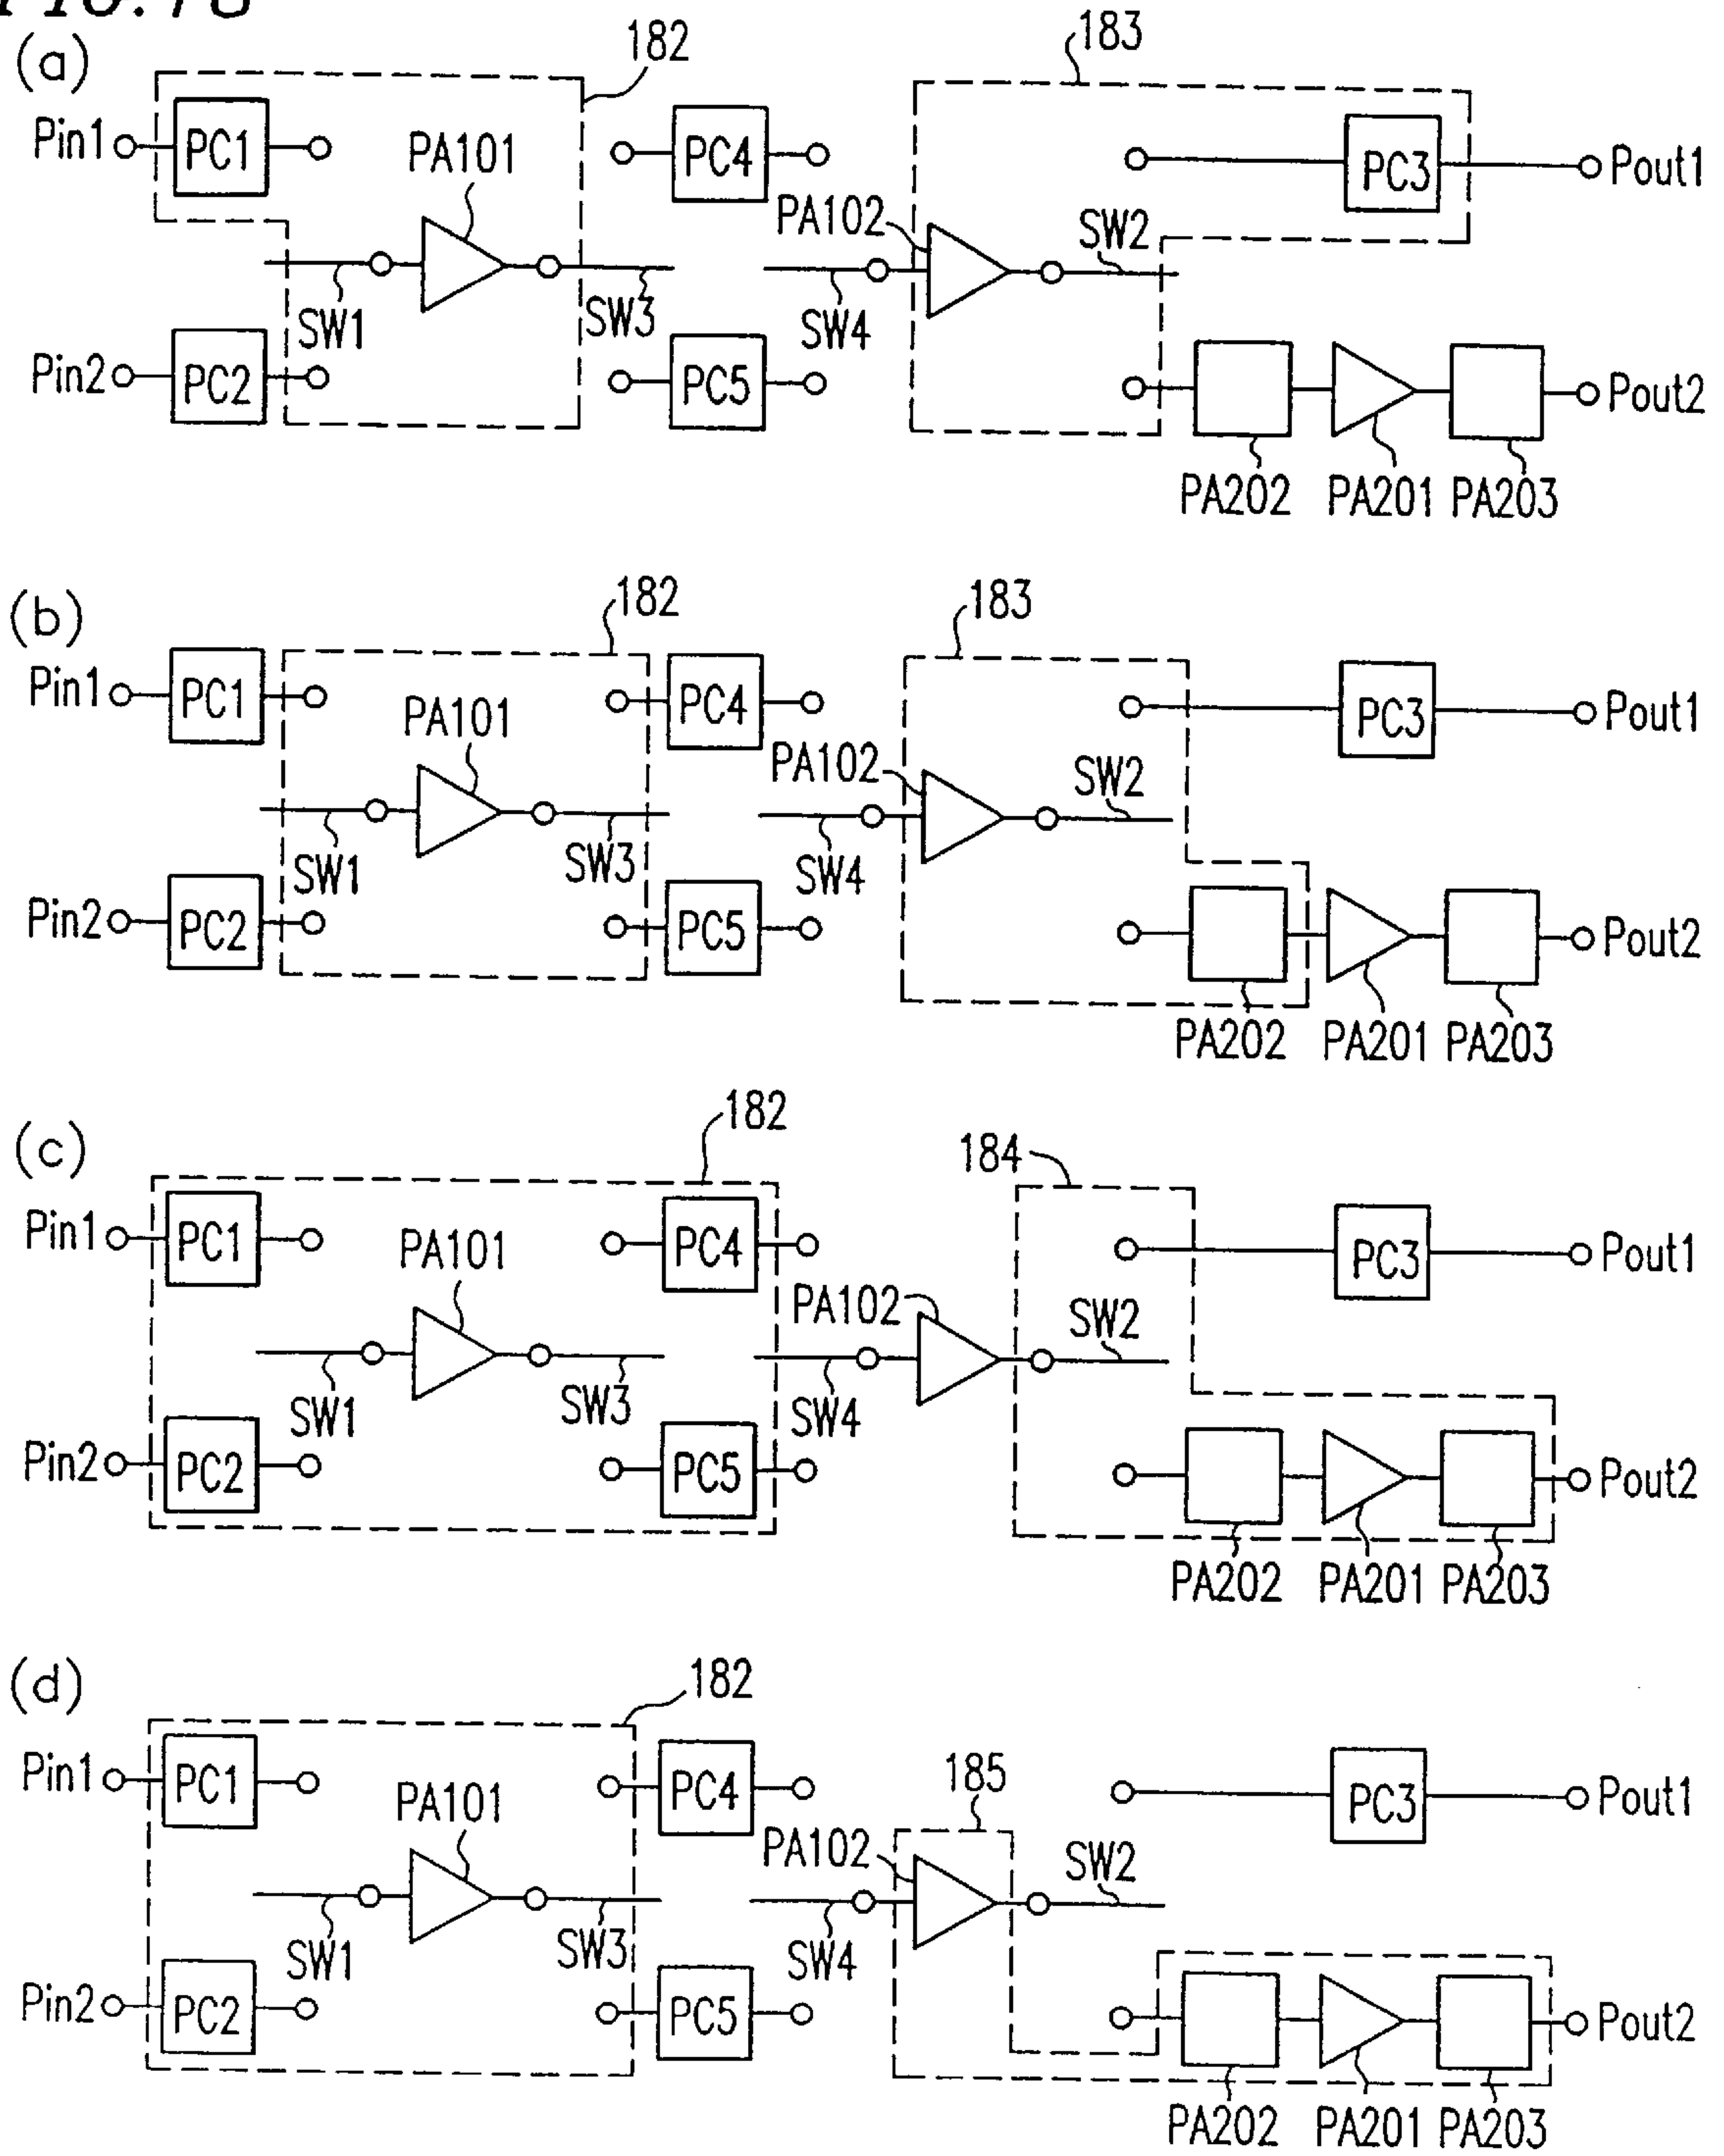 (a)
182
183
Pin1
PC1
PA101
PC4
PC3
Pout1
PA102
SW2
SW1
SW3
SW4
Pin2
PC2
PC5
Pout2
PA202
PA201
PA203
(b)
182
183
Pin1
PC1
PA101
PC4
PC3
Pout1
PA102
SW2
SW1
SW3
SW4
Pin2
PC2
PC5
Pout2
PA202
PA201
PA203
(c)
182
184
Pin1
PC1
PA101
PC4
PC3
Pout1
PA102
SW2
SW1
SW3
SW4
Pin2
PC2
PC5
Pout2
PA202
PA201
PA203
(d)
182
185
Pin1
PC1
PA101
PC4
PC3
Pout1
PA102
SW2
SW1
SW3
SW4
Pin2
PC2
PC5
Pout2
PA202
PA201
PA203